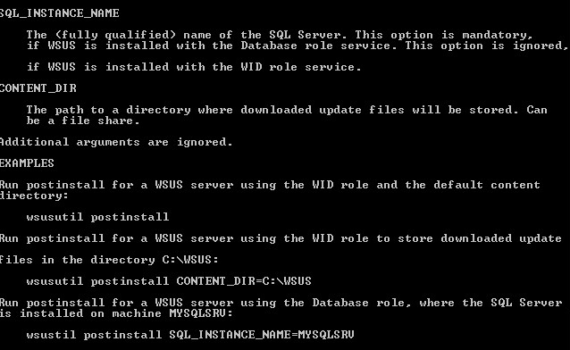 SQL_INSTANCE_NAME
The (fully qualified) name of the SQL Server. This option is mandatory,
if WSUS is installed with the Database role service. This option is ignored,
if WSUS is installed with the WID role service.
CONTENT_DIR
The path to a directory where downloaded update files will be stored. Can
be a file share.
Additional arguments are ignored.
EXAMPLES
Run postinstall for a WSUS server using the WID role and the default content
directory:
wsusutil postinstall
Run postinstall for a WSUS server using the WID role to store downloaded update
files in the directory C:\WSUS:
wsusutil postinstall CONTENT_DIR=C:\WSUS
Run postinstall for a WSUS server using the Database role, where the SQL Server
is installed on machine MYSQLSRV:
wsustil postinstall SQL_INSTANCE_NAME=MYSQLSRV